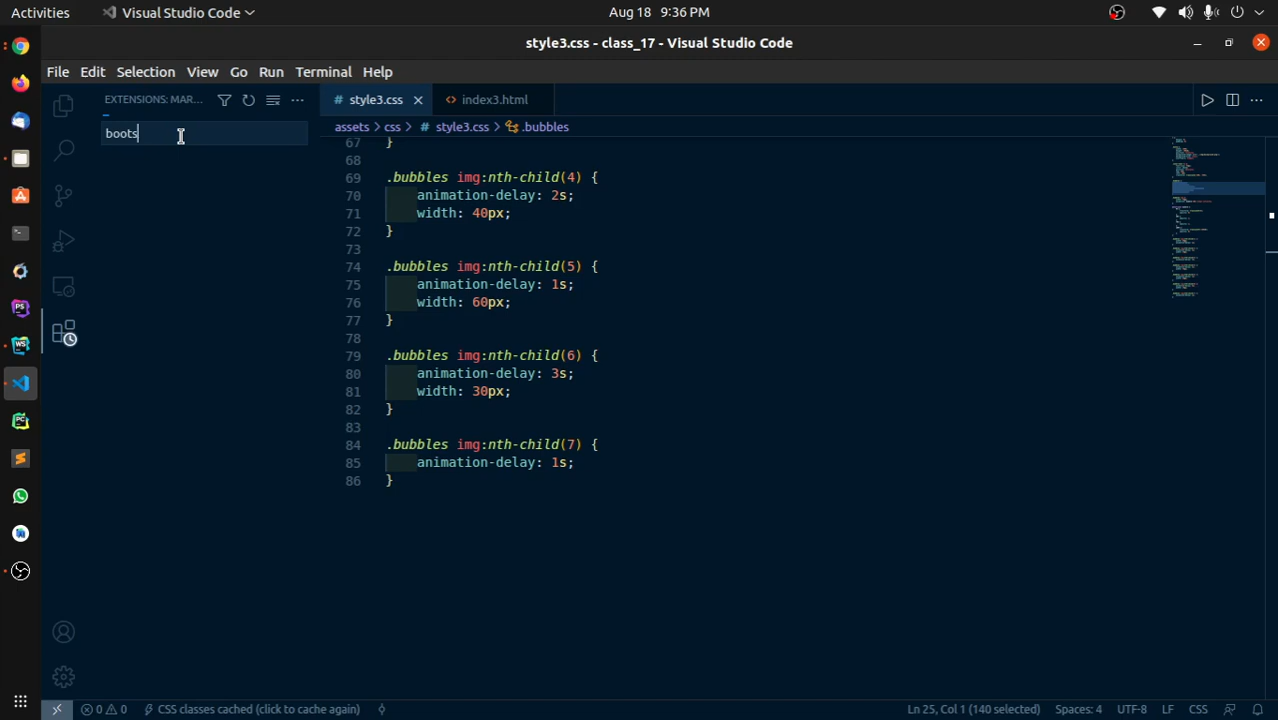 Activities
Visual Studio Code
Aug 18 9:36 PM
style3.css - class_17 - Visual Studio Code
File Edit Selection View Go Run Terminal Help
EXTENSIONS: MAR...
style3.css
index3.html
boots
assets > css > # style3.css > .bubbles
67 }
68
69 .bubbles img:nth-child(4) {
70 animation-delay: 2s;
71 width: 40px;
72 }
73
74 .bubbles img:nth-child(5) {
75 animation-delay: 1s;
76 width: 60px;
77 }
78
79 .bubbles img:nth-child(6) {
80 animation-delay: 3s;
81 width: 30px;
82 }
83
84 .bubbles img:nth-child(7) {
85 animation-delay: 1s;
86 }
0 0 CSS classes cached (click to cache again)
Ln 25, Col 1 (140 selected) Spaces: 4 UTF-8 LF CSS